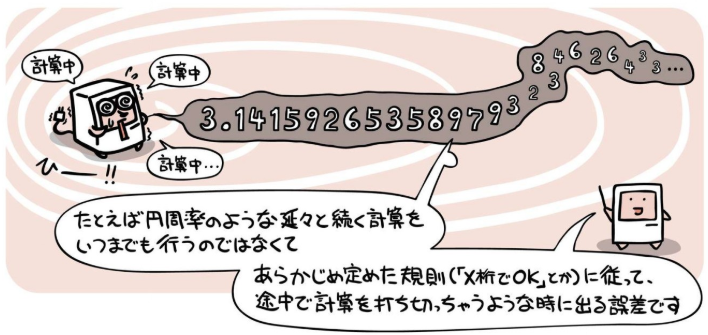 計算中
計算中
計算中…
ひー!!
3.14159265358979323846264 33…
たとえば円周率のような延々と続く計算を
いつまでも行うのではなくて
あらかじめ定めた規則(「X桁でOK」とか)に従って、
途中で計算を打ち切っちゃうような時に出る誤差です